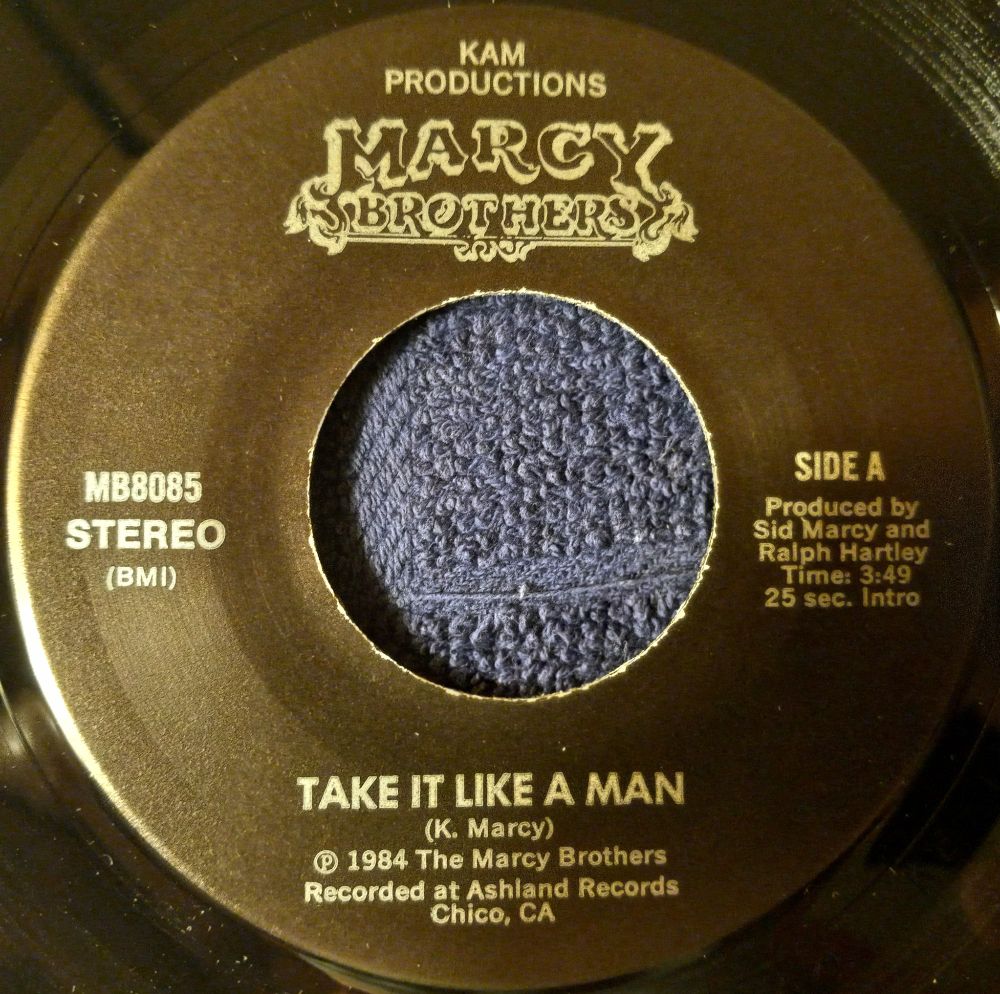 KAM
PRODUCTIONS
MARCY
BROTHERS
MB8085
STEREO
(BMI)
SIDE A
Produced by
Sid Marcy and
Ralph Hartley
Time: 3:49
25 sec. Intro
TAKE IT LIKE A MAN
(K. Marcy)
℗ 1984 The Marcy Brothers
Recorded at Ashland Records
Chico, CA